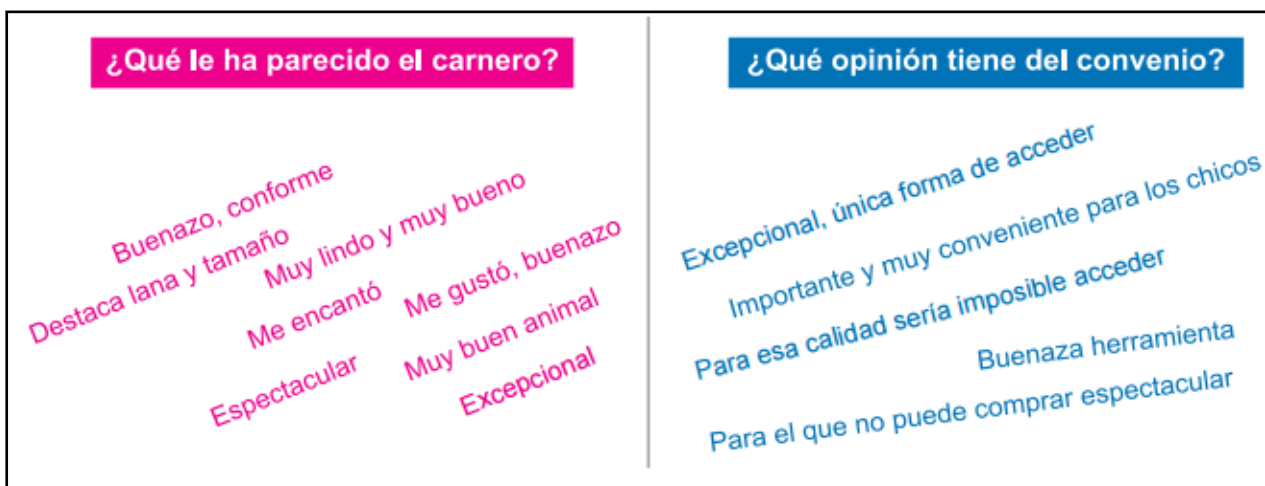 ¿Qué le ha parecido el carnero?
Buenazo, conforme
Destaca lana y tamaño
Muy lindo y muy bueno
Me encantó
Me gustó, buenazo
Espectacular
Muy buen animal
Excepcional
¿Qué opinión tiene del convenio?
Excepcional, única forma de acceder
Importante y muy conveniente para los chicos
Para esa calidad sería imposible acceder
Buenaza herramienta
Para el que no puede comprar espectacular